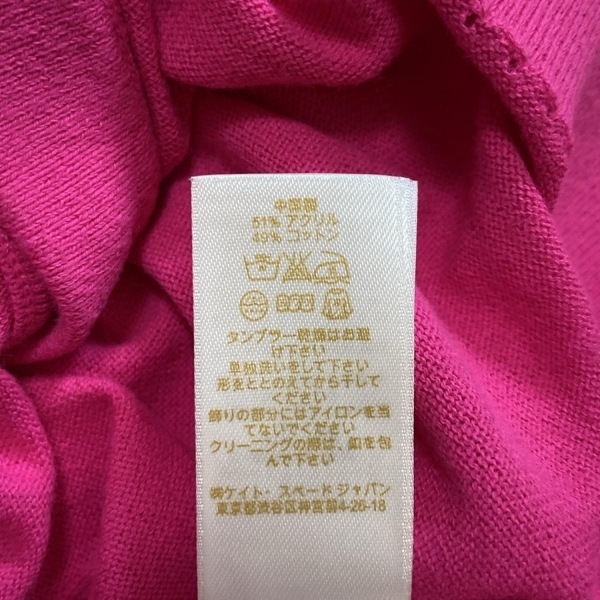 中国製
51% アクリル
49% コットン
タンブラー乾燥はお避
け下さい
単独洗いをして下さい
形をととのえてから干して
ください
飾りの部分にはアイロンを当
てないでください
クリーニングの際は、釦を包
んで下さい
㈱ケイト・スペードジャパン
東京都渋谷区神宮前4-26-18